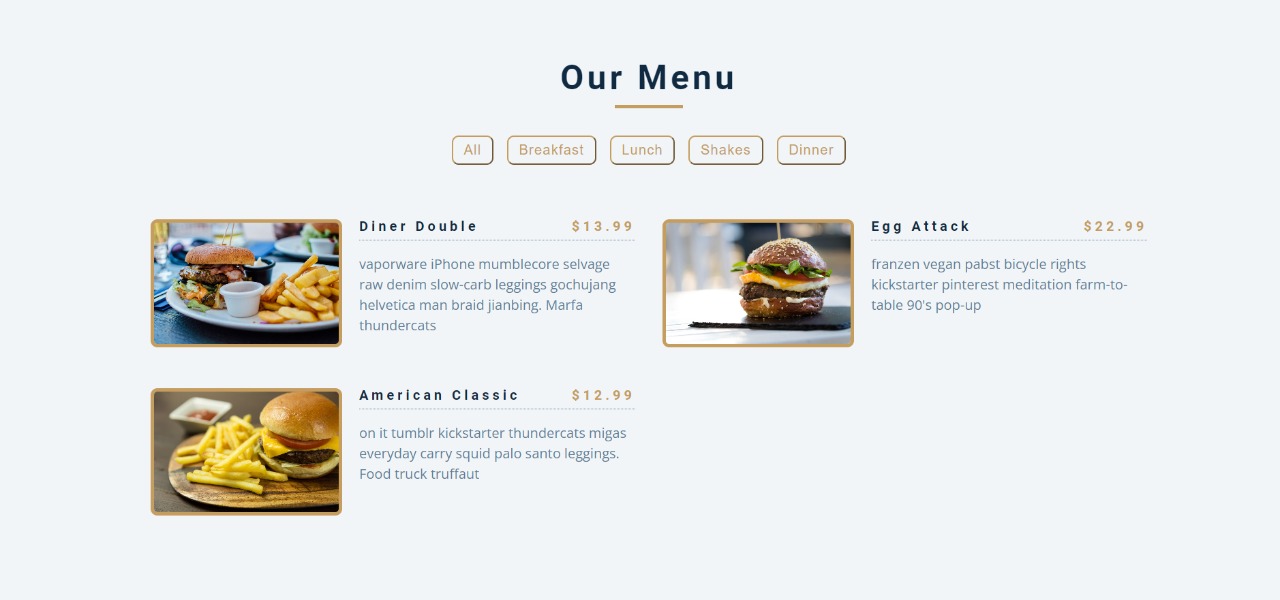 Our Menu
All Breakfast Lunch Shakes Dinner
Diner Double $13.99
vaporware iPhone mumblecore selvage
raw denim slow-carb leggings gochujang
helvetica man braid jianbing. Marfa
thundercats
Egg Attack $22.99
franzen vegan pabst bicycle rights
kickstarter pinterest meditation farm-to-
table 90's pop-up
American Classic $12.99
on it tumblr kickstarter thundercats migas
everyday carry squid palo santo leggings.
Food truck truffaut